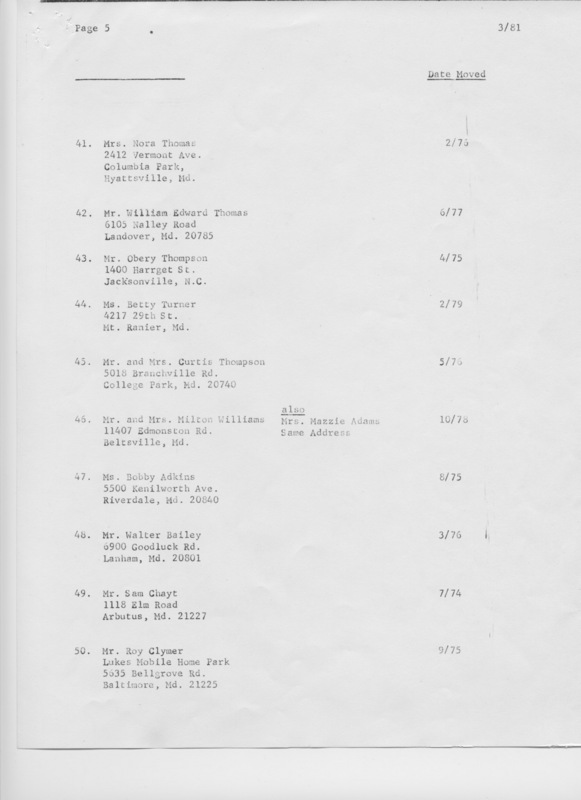 Page 5 3/81
Date Moved
41. Mrs. Nora Thomas 2/76
2412 Vermont Ave.
Columbia Park,
Hyattsville, Md.
42. Mr. William Edward Thomas 6/77
6105 Nalley Road
Landover, Md. 20785
43. Mr. Obery Thompson 4/75
1400 Harrget St.
Jacksonville, N.C.
44. Ms. Betty Turner 2/79
4217 29th St.
Mt. Ranier, Md.
45. Mr. and Mrs. Curtis Thompson 5/76
5018 Branchville Rd.
College Park, Md. 20740
also
46. Mr. and Mrs. Milton Williams Mrs. Mazzie Adams 10/78
11407 Edmonston Rd. Same Address
Beltsville, Md.
47. Ms. Bobby Adkins 8/75
5500 Kenilworth Ave.
Riverdale, Md. 20840
48. Mr. Walter Bailey 3/76
6900 Goodluck Rd.
Lanham, Md. 20801
49. Mr. Sam Chayt 7/74
1118 Elm Road
Arbutus, Md. 21227
50. Mr. Roy Clymer 9/75
Lukes Mobile Home Park
5635 Bellgrove Rd.
Baltimore, Md. 21225